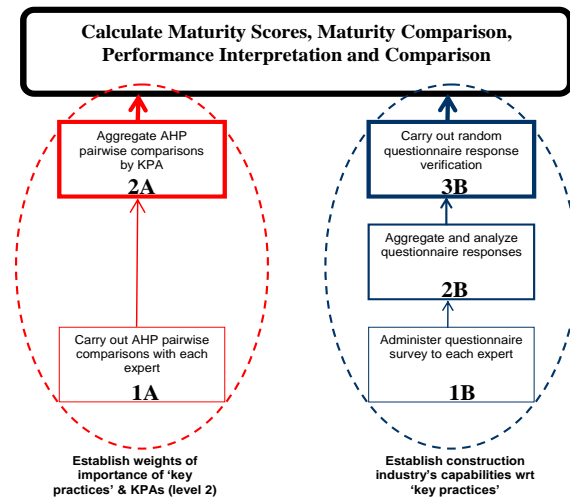 Calculate Maturity Scores, Maturity Comparison,
Performance Interpretation and Comparison
Aggregate AHP
pairwise comparisons
by KPA
2A
Carry out AHP pairwise
comparisons with each
expert
1A
Establish weights of
importance of ‘key
practices’ & KPAs (level 2)
Carry out random
questionnaire response
verification
3B
Aggregate and analyze
questionnaire responses
2B
Administer questionnaire
survey to each expert
1B
Establish construction
industry’s capabilities wrt
‘key practices’